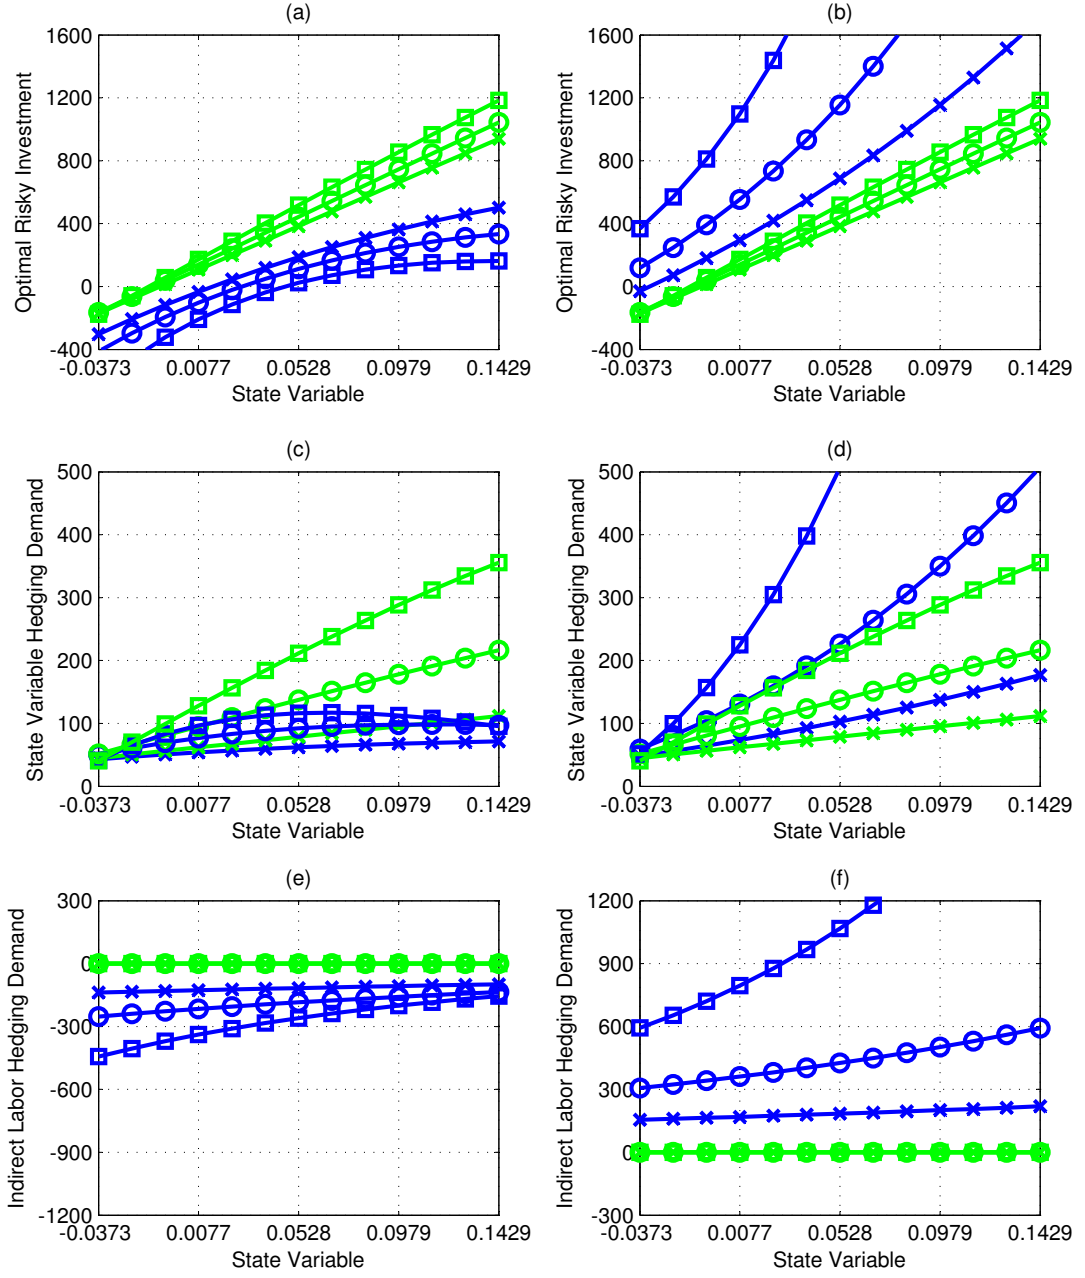 (a)
Optimal Risky Investment
1600
1200
800
400
0
-400
-0.0373 0.0077 0.0528 0.0979 0.1429
State Variable
(b)
Optimal Risky Investment
1600
1200
800
400
0
-400
-0.0373 0.0077 0.0528 0.0979 0.1429
State Variable
(c)
State Variable Hedging Demand
500
400
300
200
100
0
-0.0373 0.0077 0.0528 0.0979 0.1429
State Variable
(d)
State Variable Hedging Demand
500
400
300
200
100
0
-0.0373 0.0077 0.0528 0.0979 0.1429
State Variable
(e)
Indirect Labor Hedging Demand
300
0
-300
-600
-900
-1200
-0.0373 0.0077 0.0528 0.0979 0.1429
State Variable
(f)
Indirect Labor Hedging Demand
1200
900
600
300
0
-300
-0.0373 0.0077 0.0528 0.0979 0.1429
State Variable